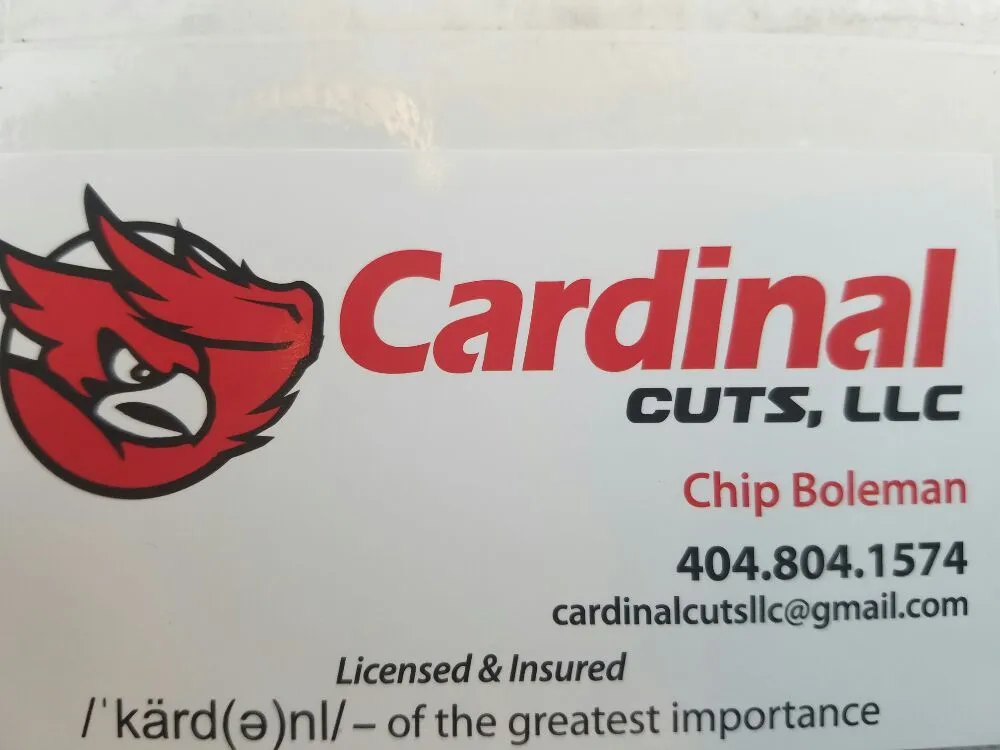 Cardinal
CUTS, LLC
Chip Boleman
404.804.1574
cardinalcutsllc@gmail.com
Licensed & Insured
/ˈkärd(ə)nl/ – of the greatest importance